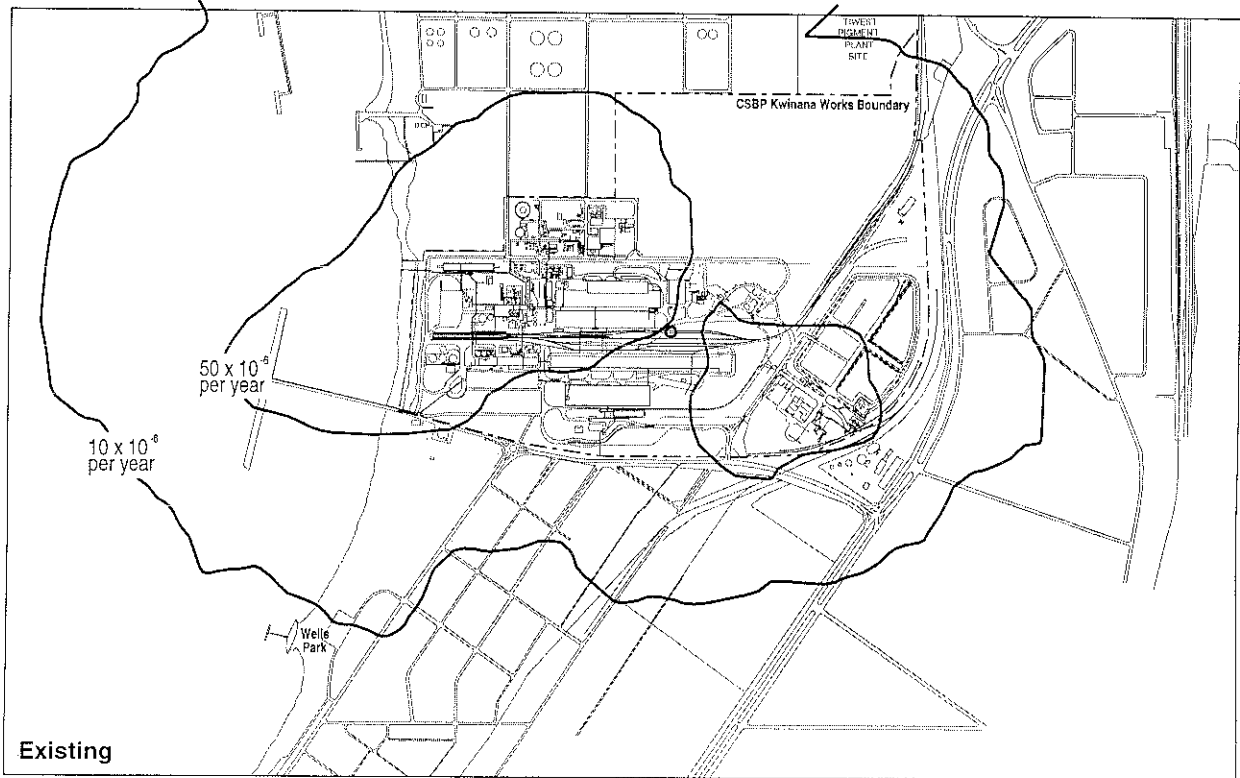 TIWEST
PIGMENT
PLANT
SITE
CSBP Kwinana Works Boundary
50 x 10⁻⁶
per year
10 x 10⁻⁶
per year
Wells
Park
Existing